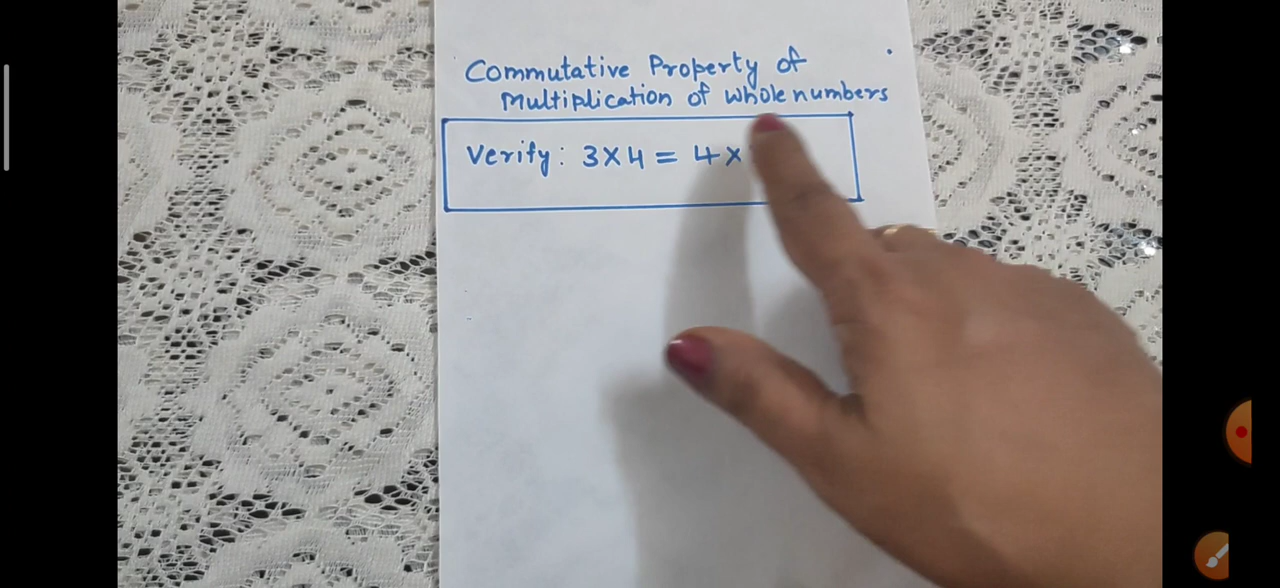 Commutative Property of
Multiplication of whole numbers
Verify: 3 × 4 = 4 ×